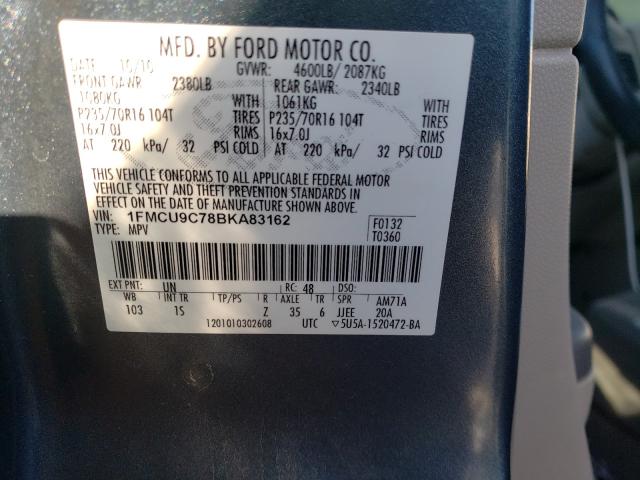 MFD. BY FORD MOTOR CO.
DATE 10/10 GVWR: 4600LB/ 2087KG
FRONT GAWR: 2380LB REAR GAWR: 2340LB
1080KG WITH 1061KG WITH
P235/70R16 104T TIRES P235/70R16 104T TIRES
16x7.0J RIMS 16x7.0J RIMS
AT 220 kPa/ 32 PSI COLD AT 220 kPa/ 32 PSI COLD
THIS VEHICLE CONFORMS TO ALL APPLICABLE FEDERAL MOTOR
VEHICLE SAFETY AND THEFT PREVENTION STANDARDS IN
EFFECT ON THE DATE OF MANUFACTURE SHOWN ABOVE.
VIN: 1FMCU9C78BKA83162 F0132
TYPE: MPV T0360
EXT PNT: UN RC: 48 DSO:
WB INT TR TP/PS R AXLE TR SPR AM71A
103 1S Z 35 6 JJEE 20A
1201010302608 UTC ▽5U5A-1520472-BA